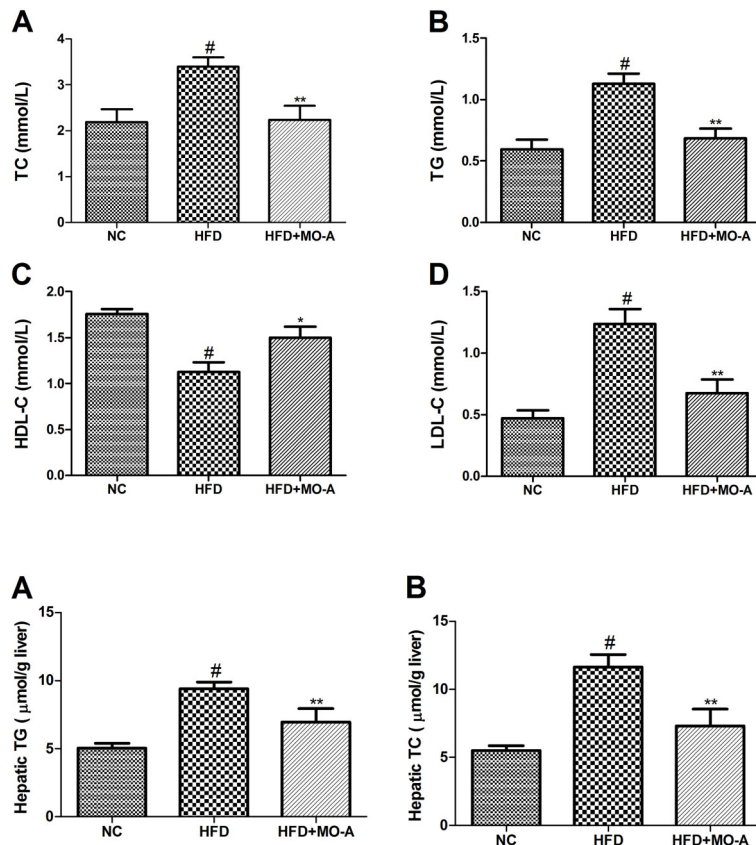 A
TC (mmol/L)
4
3
2
1
0
#
**
NC HFD HFD+MO-A
B
TG (mmol/L)
1.5
1.0
0.5
0.0
#
**
NC HFD HFD+MO-A
C
HDL-C (mmol/L)
2.0
1.5
1.0
0.5
0.0
#
*
NC HFD HFD+MO-A
D
LDL-C (mmol/L)
1.5
1.0
0.5
0.0
#
**
NC HFD HFD+MO-A
A
Hepatic TG ( μmol/g liver)
15
10
5
0
#
**
NC HFD HFD+MO-A
B
Hepatic TC ( μmol/g liver)
15
10
5
0
#
**
NC HFD HFD+MO-A